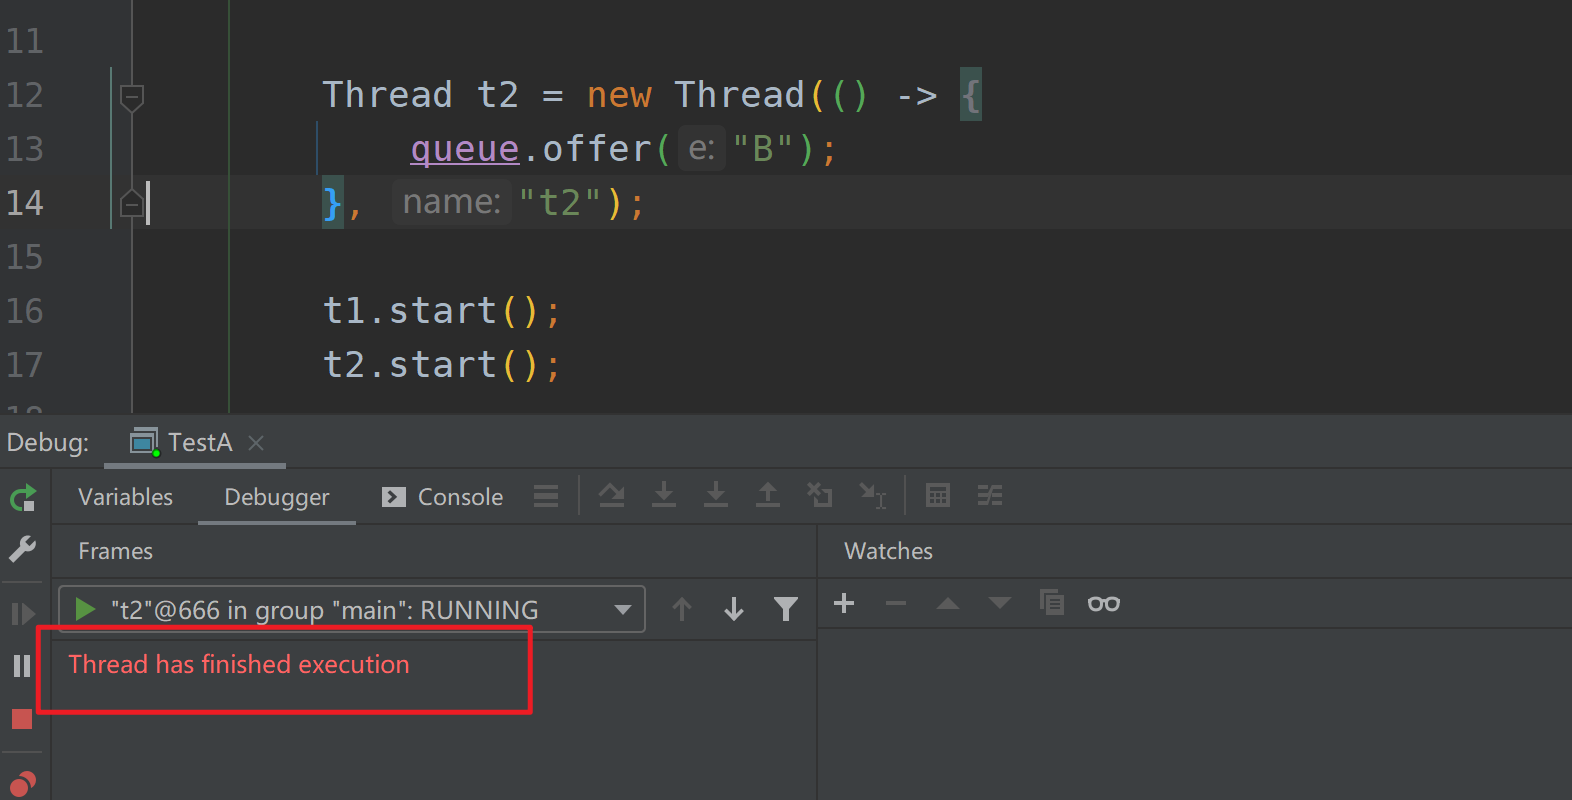 11
12 Thread t2 = new Thread(() -> {
13 queue.offer( e: "B");
14 }, name: "t2");
15
16 t1.start();
17 t2.start();
18
Debug: TestA
Variables Debugger Console
Frames Watches
"t2"@666 in group "main": RUNNING
Thread has finished execution